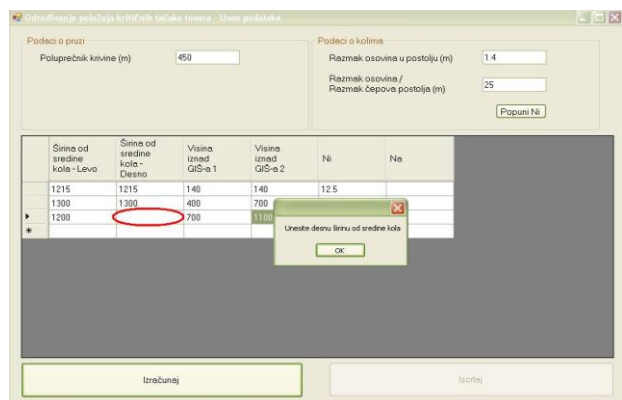 Određivanje položaja kritičnih tačaka tovara - Unos podataka
Podaci o pruzi
Poluprečnik krivine (m)
450
Podaci o kolima
Razmak osovina u postolju (m)
1.4
Razmak osovina /
Razmak čepova postolja (m)
25
Popuni Ni
Širina od
sredine
kola - Levo
Širina od
sredine
kola -
Desno
Visina
iznad
GIŠ-a 1
Visina
iznad
GIŠ-a 2
Ni
Na
1215 1215 140 140 12.5
1300 1300 400 700
1200 700 1100
Unesite desnu širinu od sredine kola
OK
Izračunaj
Iscrtaj